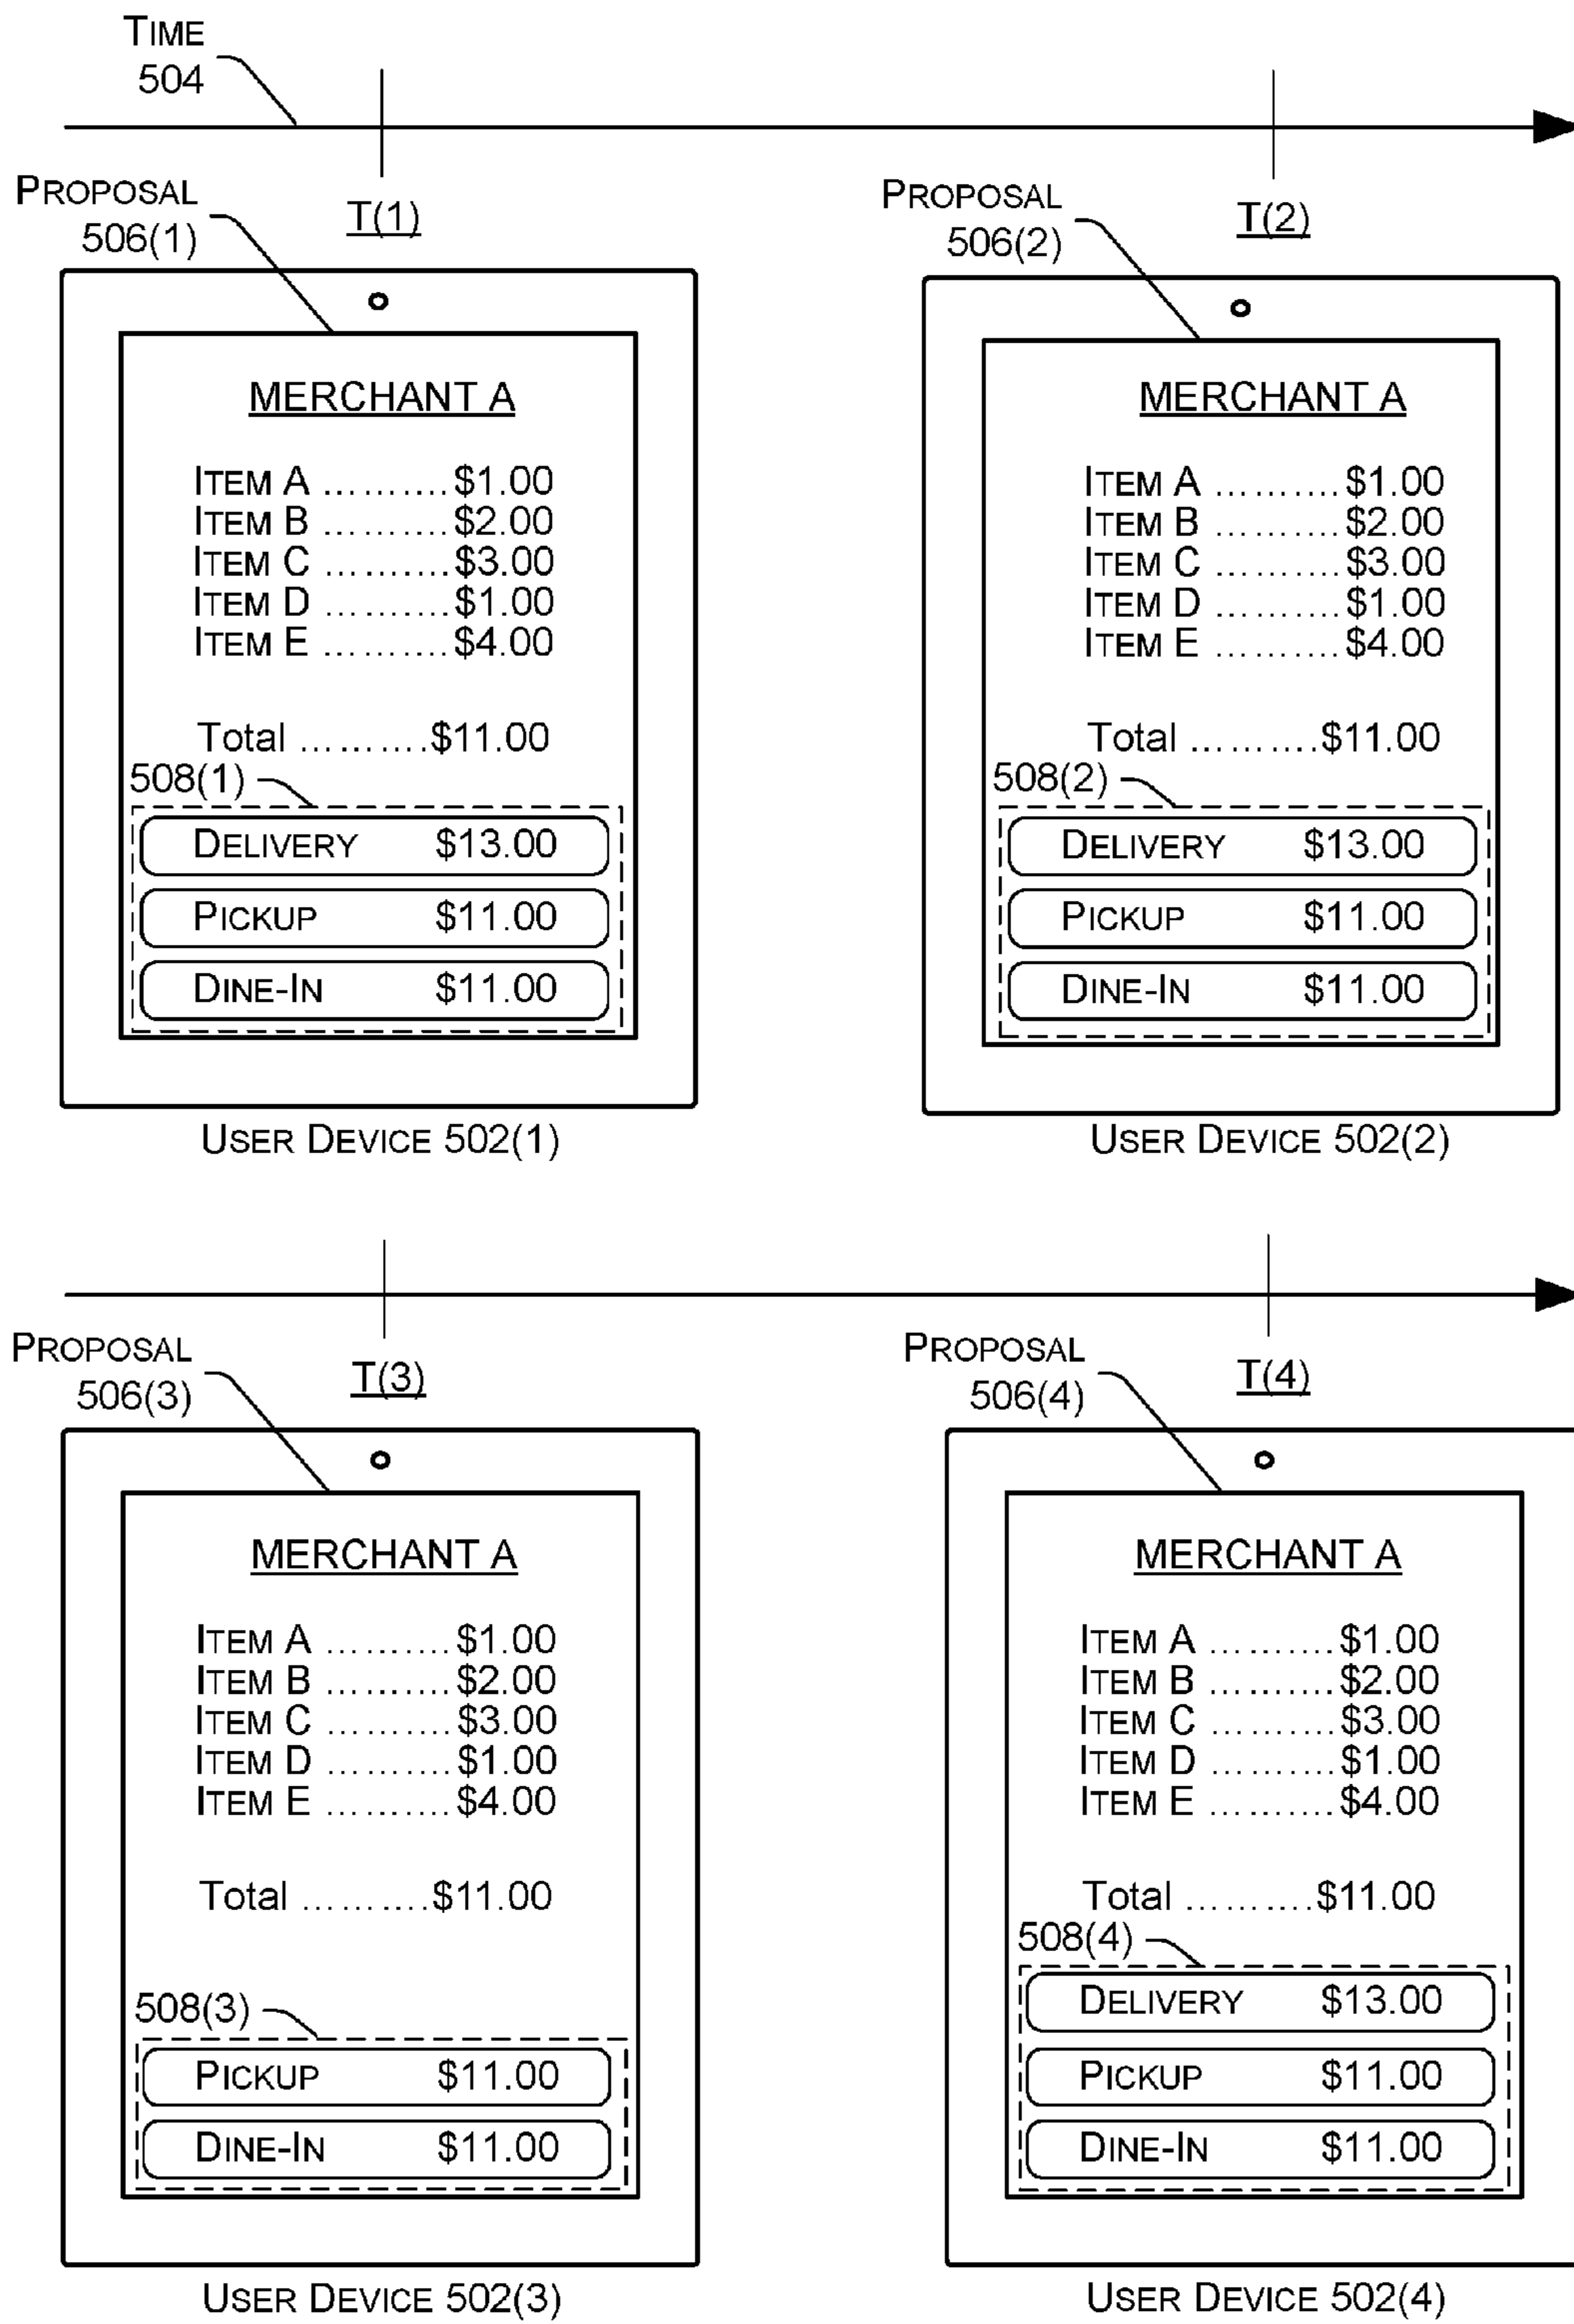 TIME
504
PROPOSAL
506(1)
T(1)
MERCHANT A
ITEM A ..........$1.00
ITEM B ..........$2.00
ITEM C ..........$3.00
ITEM D ..........$1.00
ITEM E ..........$4.00
Total ..........$11.00
508(1)
DELIVERY $13.00
PICKUP $11.00
DINE-IN $11.00
USER DEVICE 502(1)
PROPOSAL
506(2)
T(2)
MERCHANT A
ITEM A ..........$1.00
ITEM B ..........$2.00
ITEM C ..........$3.00
ITEM D ..........$1.00
ITEM E ..........$4.00
Total ..........$11.00
508(2)
DELIVERY $13.00
PICKUP $11.00
DINE-IN $11.00
USER DEVICE 502(2)
PROPOSAL
506(3)
T(3)
MERCHANT A
ITEM A ..........$1.00
ITEM B ..........$2.00
ITEM C ..........$3.00
ITEM D ..........$1.00
ITEM E ..........$4.00
Total ..........$11.00
508(3)
PICKUP $11.00
DINE-IN $11.00
USER DEVICE 502(3)
PROPOSAL
506(4)
T(4)
MERCHANT A
ITEM A ..........$1.00
ITEM B ..........$2.00
ITEM C ..........$3.00
ITEM D ..........$1.00
ITEM E ..........$4.00
Total ..........$11.00
508(4)
DELIVERY $13.00
PICKUP $11.00
DINE-IN $11.00
USER DEVICE 502(4)